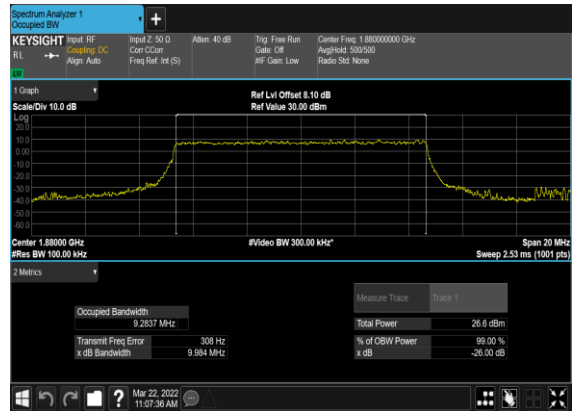 Spectrum Analyzer 1
Occupied BW
+
KEYSIGHT
RL
Input: RF
Coupling: DC
Align: Auto
Input Z: 50 Ω
Corr CCorr
Freq Ref: Int (S)
Atten: 40 dB
Trig: Free Run
Gate: Off
#IF Gain: Low
Center Freq: 1.880000000 GHz
Avg|Hold: 500/500
Radio Std: None
1 Graph
Scale/Div 10.0 dB
Ref Lvl Offset 8.10 dB
Ref Value 30.00 dBm
Log
20.0
10.0
0.00
-10.0
-20.0
-30.0
-40.0
-50.0
-60.0
Center 1.88000 GHz
#Res BW 100.00 kHz
#Video BW 300.00 kHz*
Span 20 MHz
Sweep 2.53 ms (1001 pts)
2 Metrics
Measure Trace Trace 1
Occupied Bandwidth
9.2837 MHz
Total Power 26.6 dBm
Transmit Freq Error 308 Hz
% of OBW Power 99.00 %
x dB Bandwidth 9.984 MHz
x dB -26.00 dB
?
Mar 22, 2022
11:07:36 AM